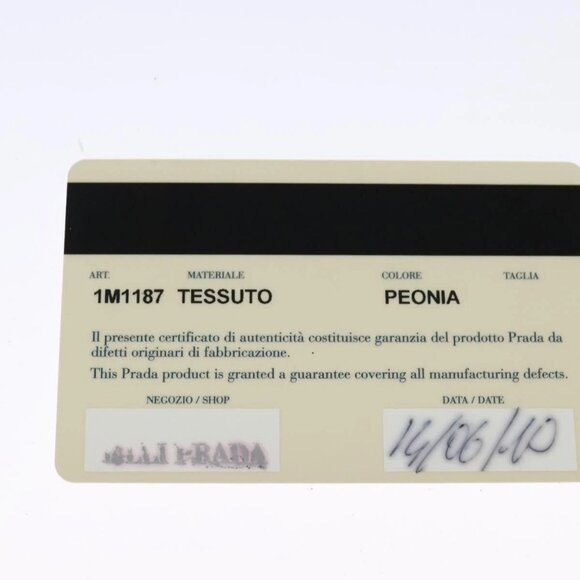 ART. MATERIALE COLORE TAGLIA
1M1187 TESSUTO PEONIA
Il presente certificato di autenticità costituisce garanzia del prodotto Prada da
difetti originari di fabbricazione.
This Prada product is granted a guarantee covering all manufacturing defects.
NEGOZIO / SHOP DATA / DATE
PRADA 14/06/10